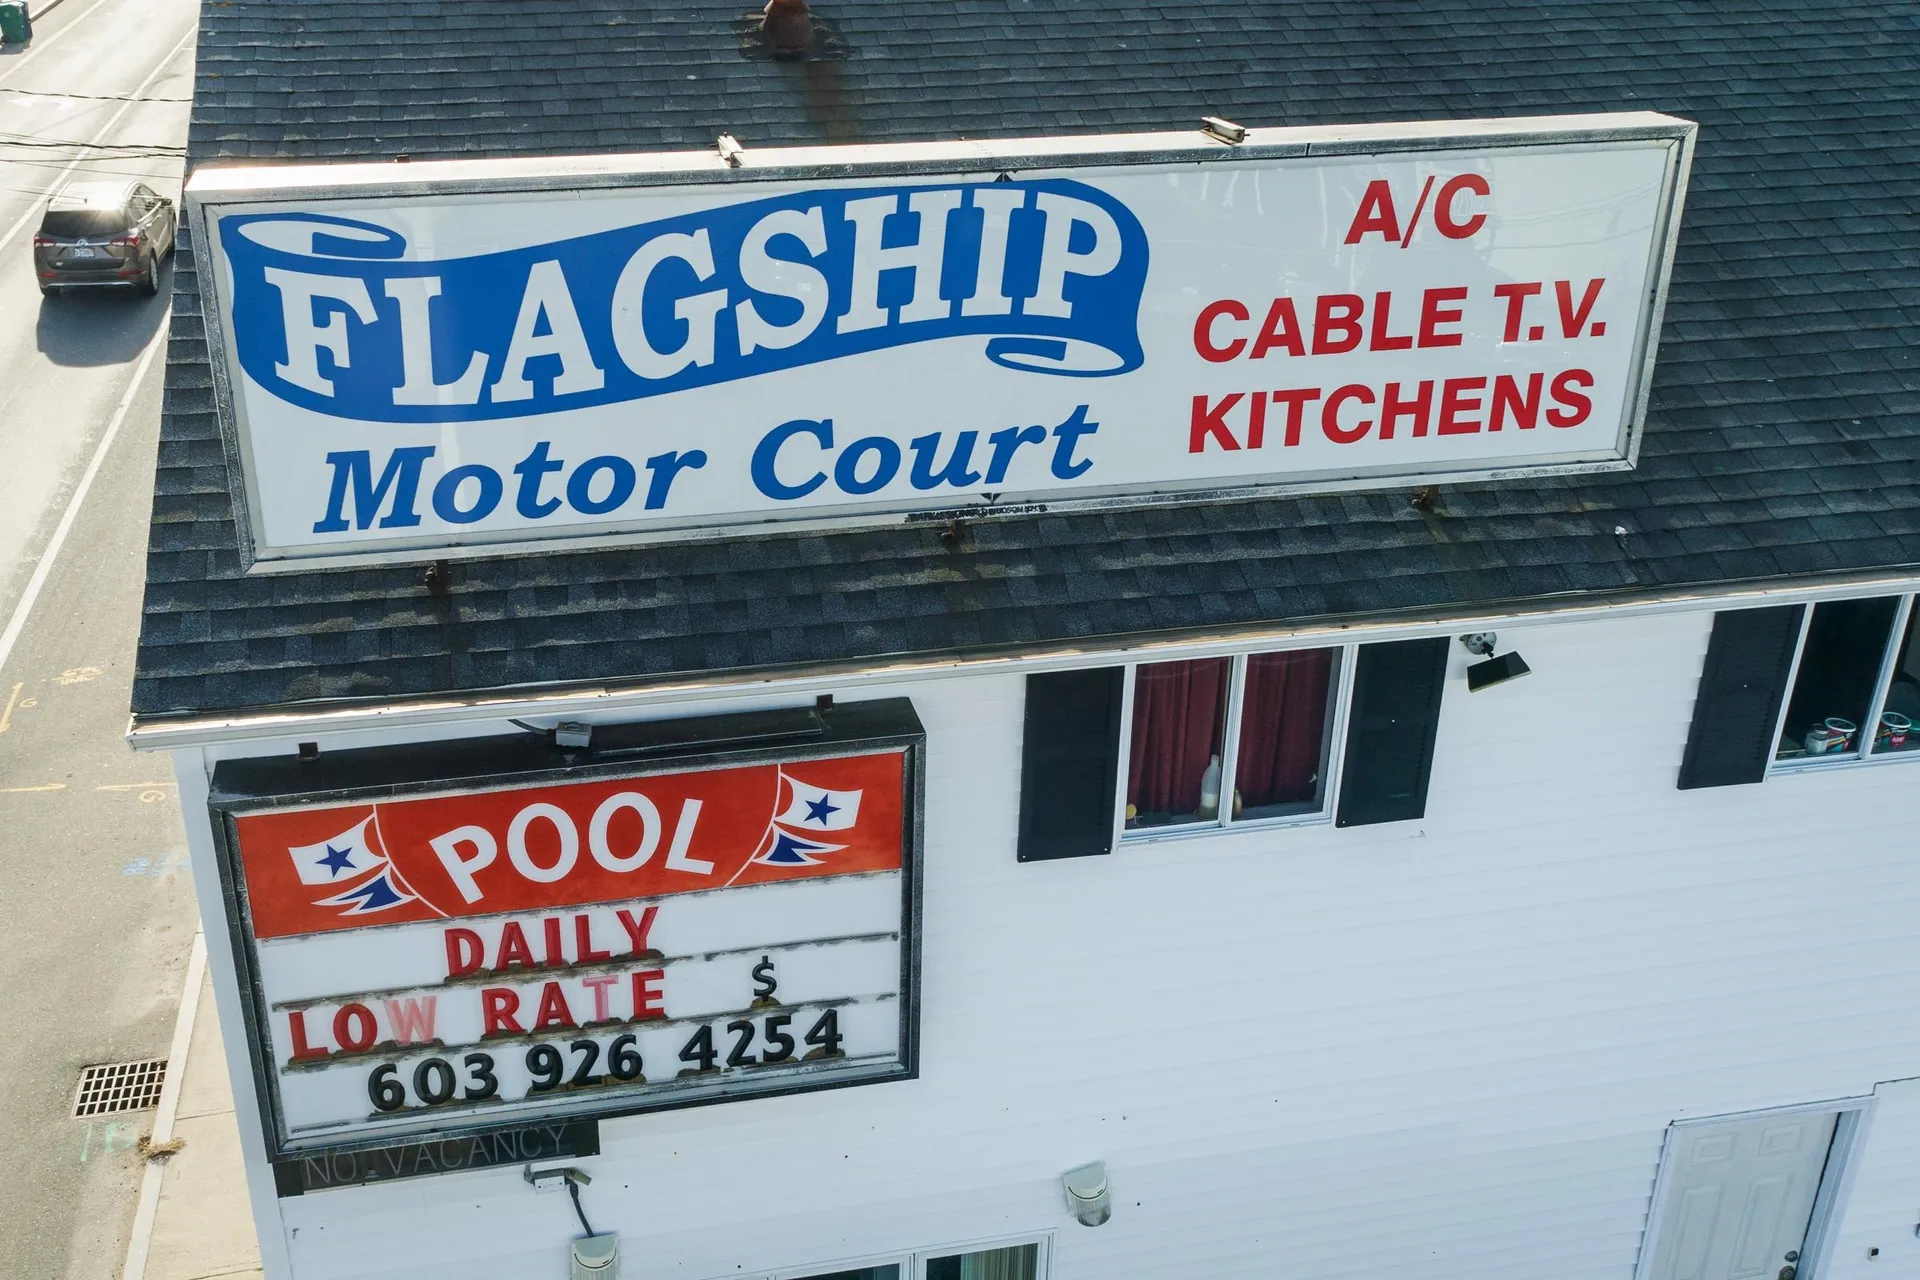 FLAGSHIP
Motor Court
A/C
CABLE T.V.
KITCHENS
POOL
DAILY
LOW RATE $
603 926 4254
NO VACANCY